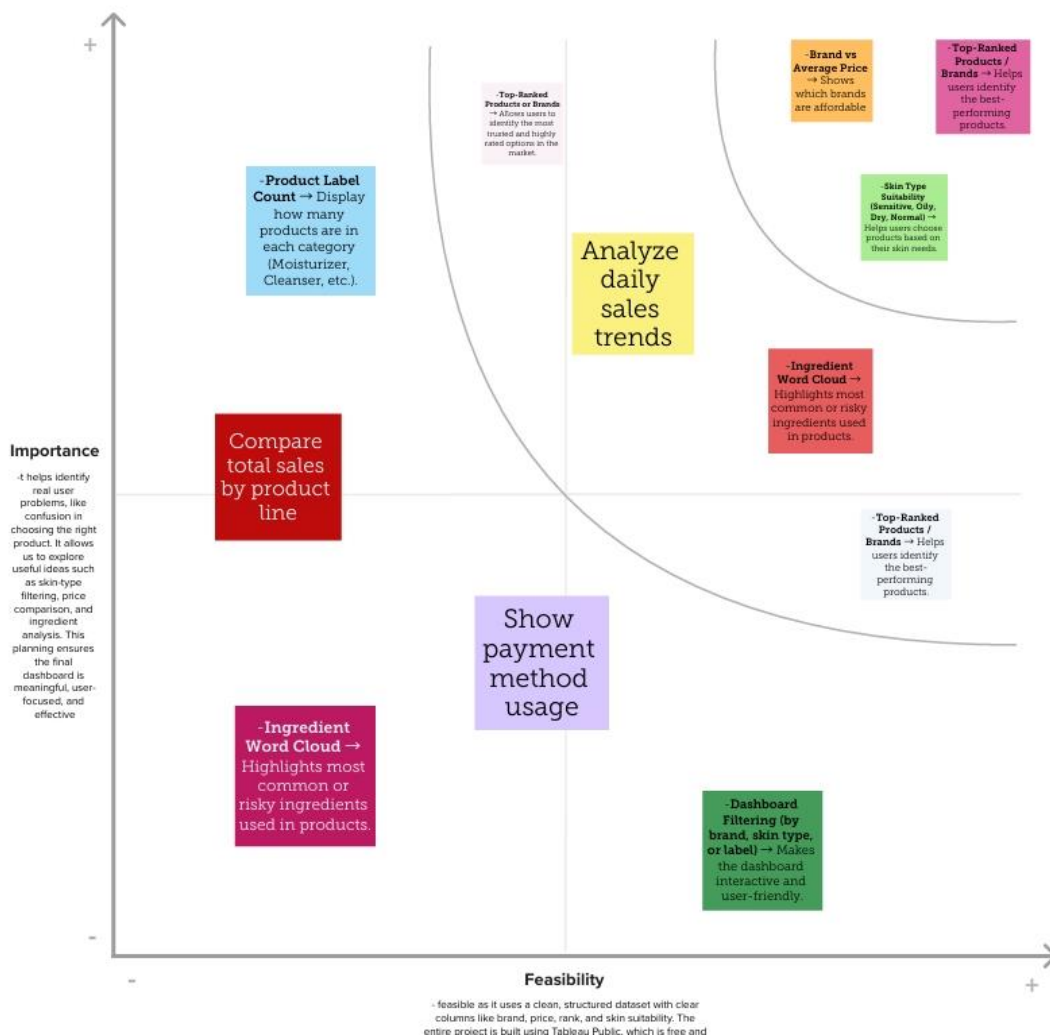 +
-Brand vs
Average Price
→ Shows
which brands
are affordable
-Top-Ranked
Products /
Brands → Helps
users identify
the best-
performing
products.
-Top-Ranked
Products or Brands
→ Allows users to
identify the most
trusted and highly
rated options in the
market.
-Product Label
Count → Display
how many
products are in
each category
(Moisturizer,
Cleanser, etc.).
-Skin Type
Suitability
(Sensitive, Oily,
Dry, Normal) →
Helps users choose
products based on
their skin needs.
Analyze
daily
sales
trends
-Ingredient
Word Cloud →
Highlights most
common or risky
ingredients used
in products.
Compare
total sales
by product
line
Importance
-t helps identify
real user
problems, like
confusion in
choosing the right
product. It allows
us to explore
useful ideas such
as skin-type
filtering, price
comparison, and
ingredient
analysis. This
planning ensures
the final
dashboard is
meaningful, user-
focused, and
effective
-Top-Ranked
Products /
Brands → Helps
users identify
the best-
performing
products.
Show
payment
method
usage
-Ingredient
Word Cloud →
Highlights most
common or
risky ingredients
used in products.
-Dashboard
Filtering (by
brand, skin type,
or label) → Makes
the dashboard
interactive and
user-friendly.
-
-
Feasibility
+
- feasible as it uses a clean, structured dataset with clear
columns like brand, price, rank, and skin suitability. The
entire project is built using Tableau Public, which is free and